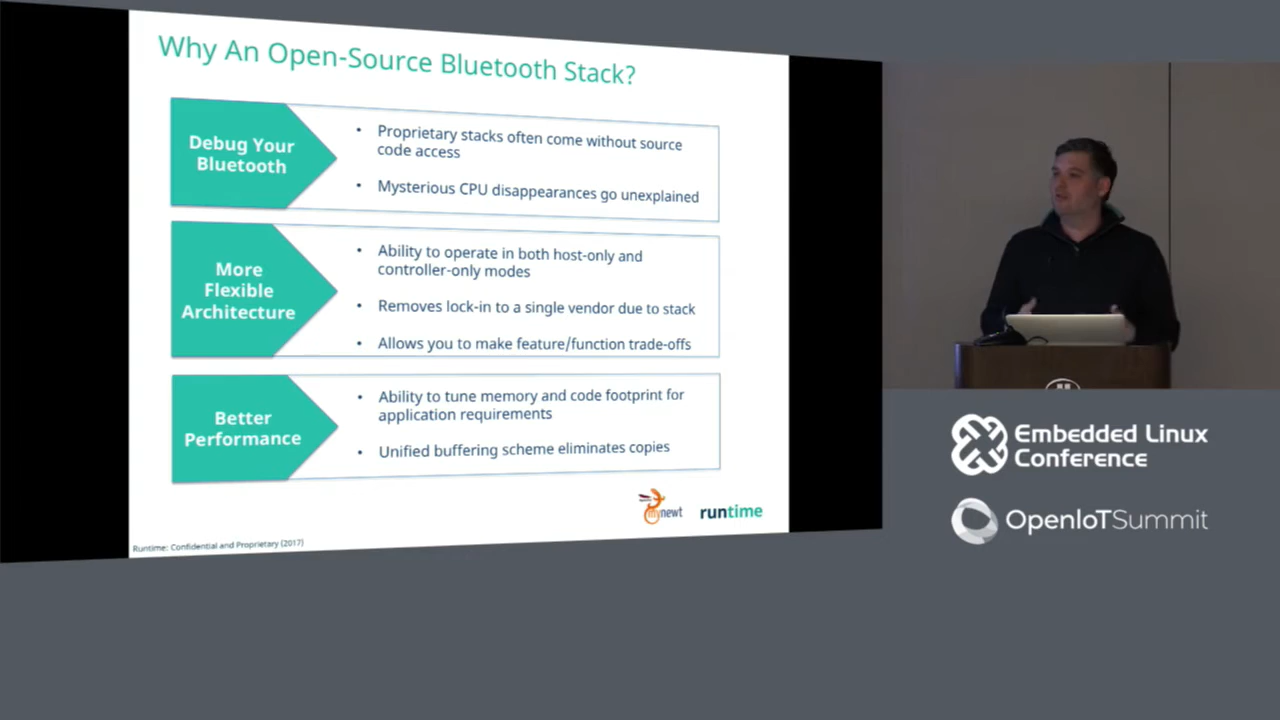 Why An Open-Source Bluetooth Stack?
Debug Your
Bluetooth
• Proprietary stacks often come without source
code access
• Mysterious CPU disappearances go unexplained
More
Flexible
Architecture
• Ability to operate in both host-only and
controller-only modes
• Removes lock-in to a single vendor due to stack
• Allows you to make feature/function trade-offs
Better
Performance
• Ability to tune memory and code footprint for
application requirements
• Unified buffering scheme eliminates copies
mynewt
runtime
Runtime: Confidential and Proprietary (2017)
Embedded Linux
Conference
OpenIoTSummit